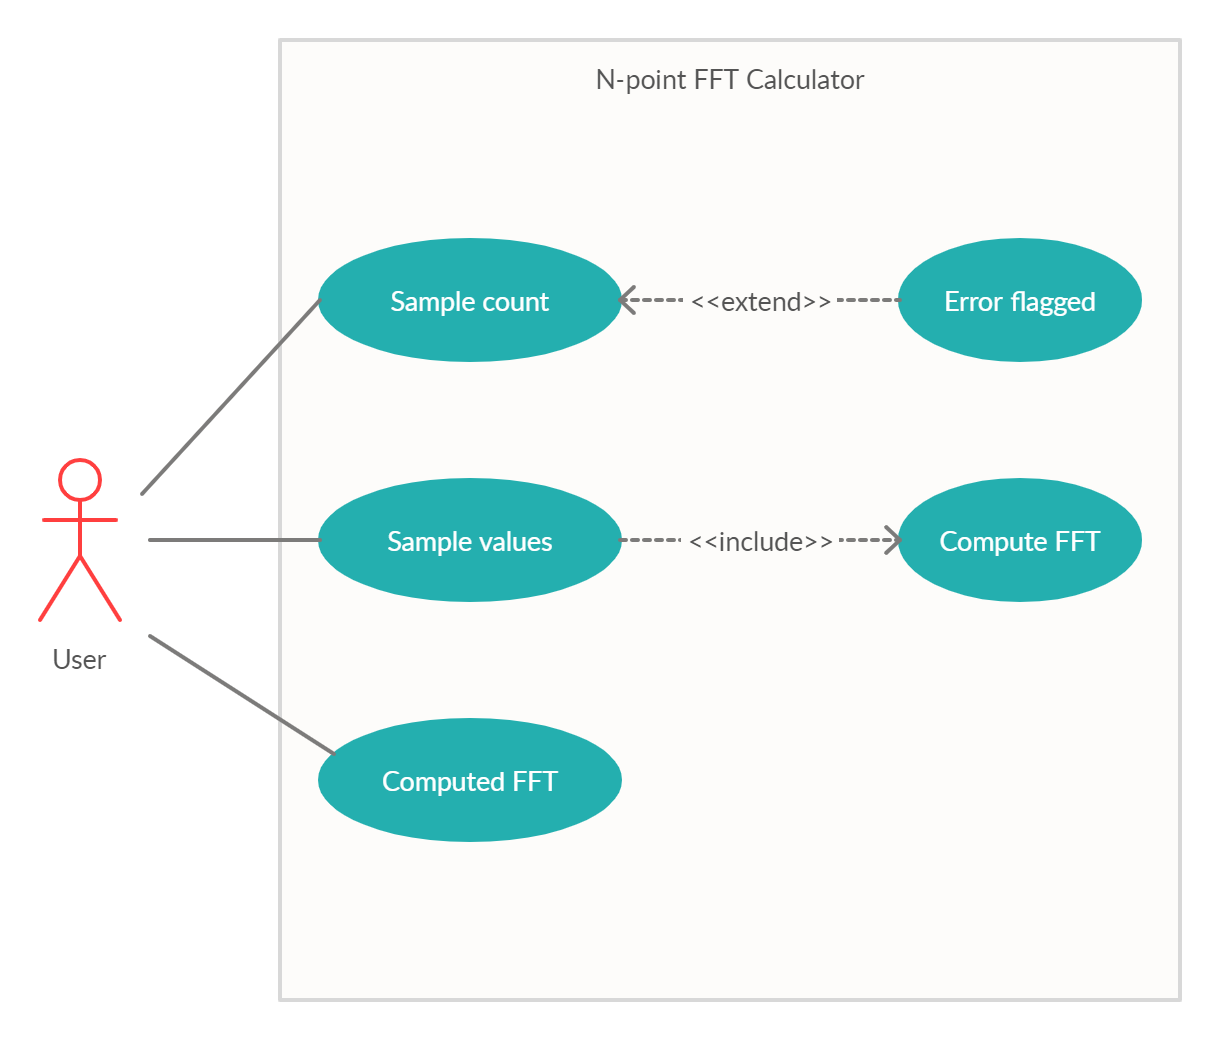 N-point FFT Calculator
Sample count
<<extend>>
Error flagged
Sample values
<<include>>
Compute FFT
User
Computed FFT